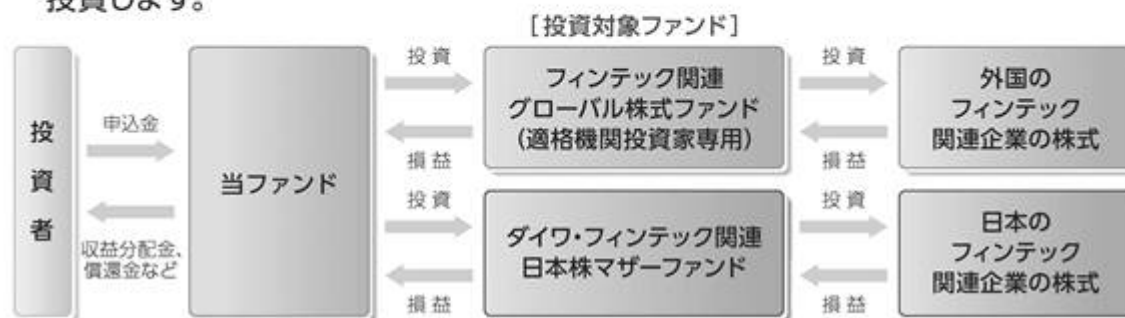 投資します。
[投資対象ファンド]
投資者
申込金
収益分配金、
償還金など
当ファンド
投資
損益
投資
損益
フィンテック関連
グローバル株式ファンド
(適格機関投資家専用)
ダイワ・フィンテック関連
日本株マザーファンド
投資
損益
投資
損益
外国の
フィンテック
関連企業の株式
日本の
フィンテック
関連企業の株式